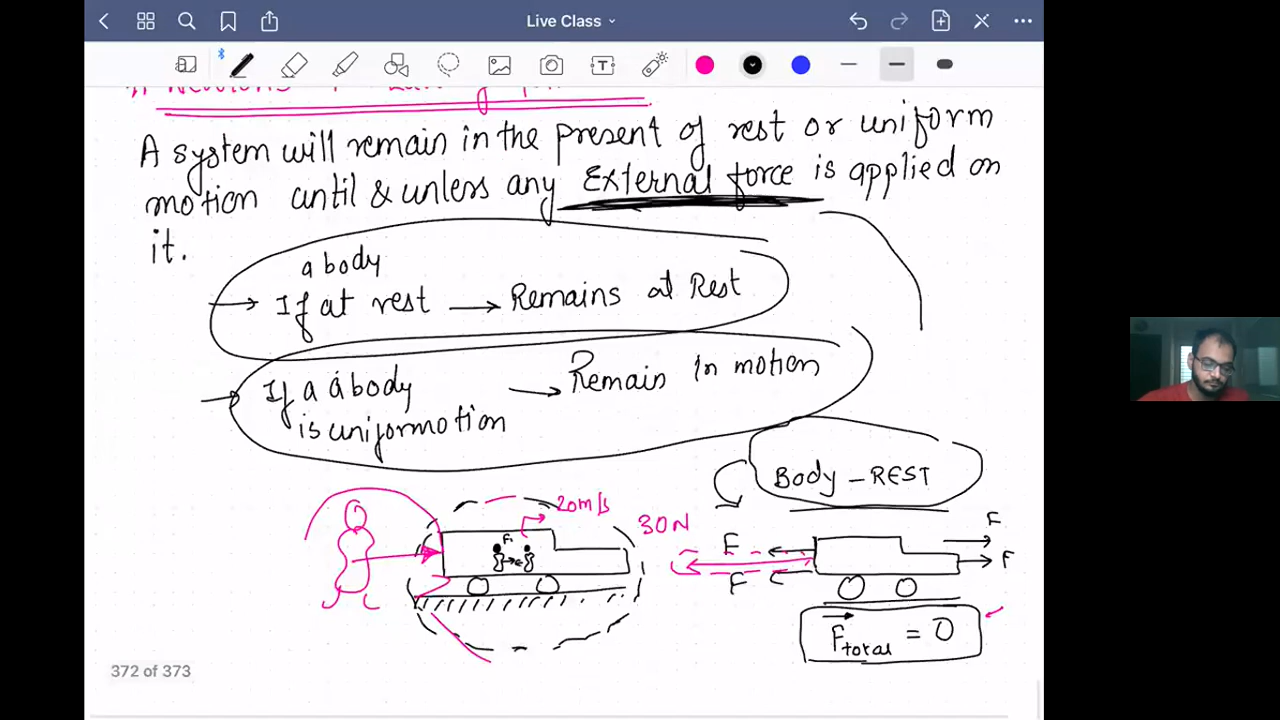 Live Class
A system will remain in the present of rest or uniform
motion until & unless any External force is applied on
it.
a body
→ If at rest → Remains at Rest
→ If a a body → Remain in motion
is uniformotion
Body - REST
20m/s
30N
F
F
F
F
F
F total = 0
372 of 373